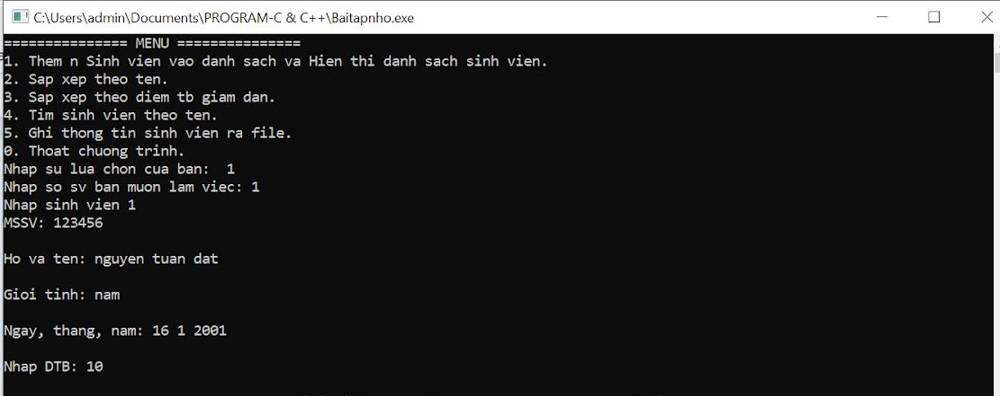 C:\Users\admin\Documents\PROGRAM-C & C++\Baitapnho.exe
=============== MENU ===============
1. Them n Sinh vien vao danh sach va Hien thi danh sach sinh vien.
2. Sap xep theo ten.
3. Sap xep theo diem tb giam dan.
4. Tim sinh vien theo ten.
5. Ghi thong tin sinh vien ra file.
0. Thoat chuong trinh.
Nhap su lua chon cua ban:  1
Nhap so sv ban muon lam viec: 1
Nhap sinh vien 1
MSSV: 123456
Ho va ten: nguyen tuan dat
Gioi tinh: nam
Ngay, thang, nam: 16 1 2001
Nhap DTB: 10